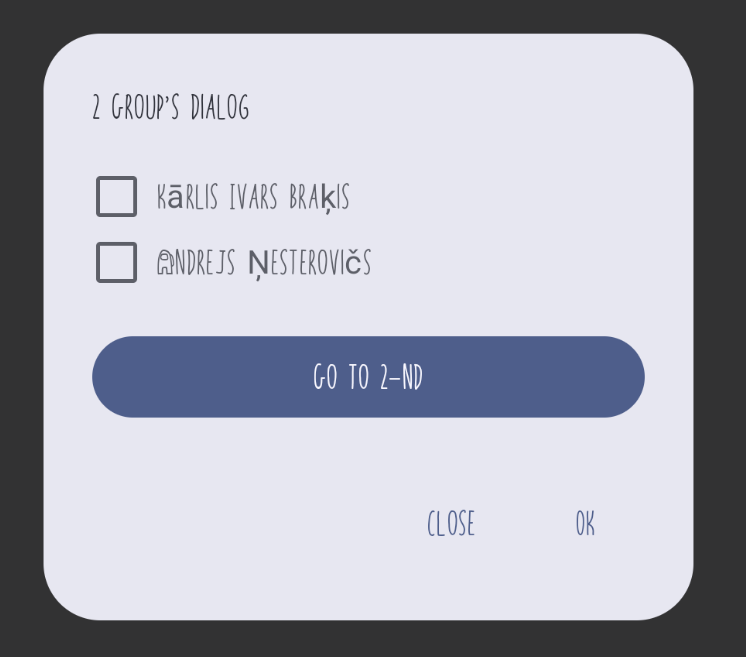 2 GROUP'S DIALOG
KāRLIS IVARS BRAķIS
@NDREJS ŅESTEROVIčS
GO TO 2-ND
CLOSE OK